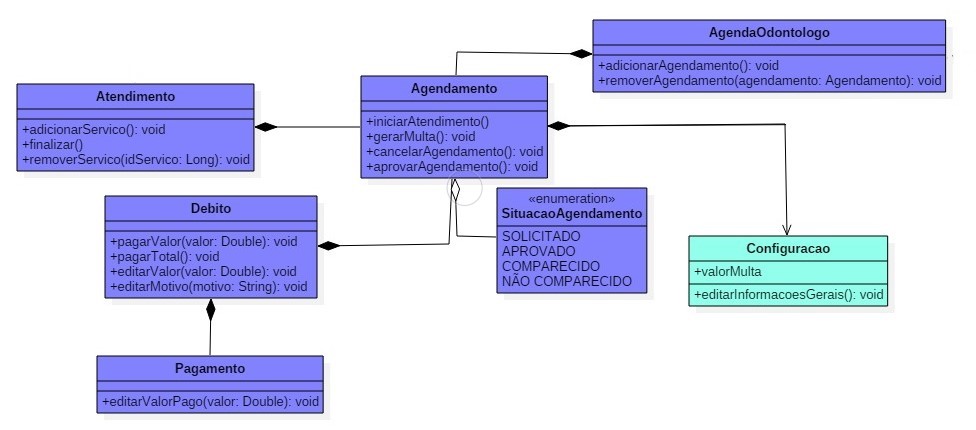 AgendaOdontologo
+adicionarAgendamento(): void
+removerAgendamento(agendamento: Agendamento): void
Atendimento
+adicionarServico(): void
+finalizar()
+removerServico(idServico: Long): void
Agendamento
+iniciarAtendimento()
+gerarMulta(): void
+cancelarAgendamento(): void
+aprovarAgendamento(): void
Debito
+pagarValor(valor: Double): void
+pagarTotal(): void
+editarValor(valor: Double): void
+editarMotivo(motivo: String): void
«enumeration»
SituacaoAgendamento
SOLICITADO
APROVADO
COMPARECIDO
NÃO COMPARECIDO
Configuracao
+valorMulta
+editarInformacoesGerais(): void
Pagamento
+editarValorPago(valor: Double): void